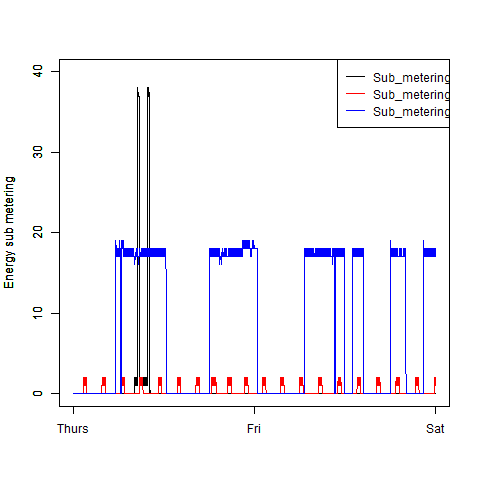 40
30
20
10
0
Energy sub metering
Sub_metering
Sub_metering
Sub_metering
Thurs Fri Sat